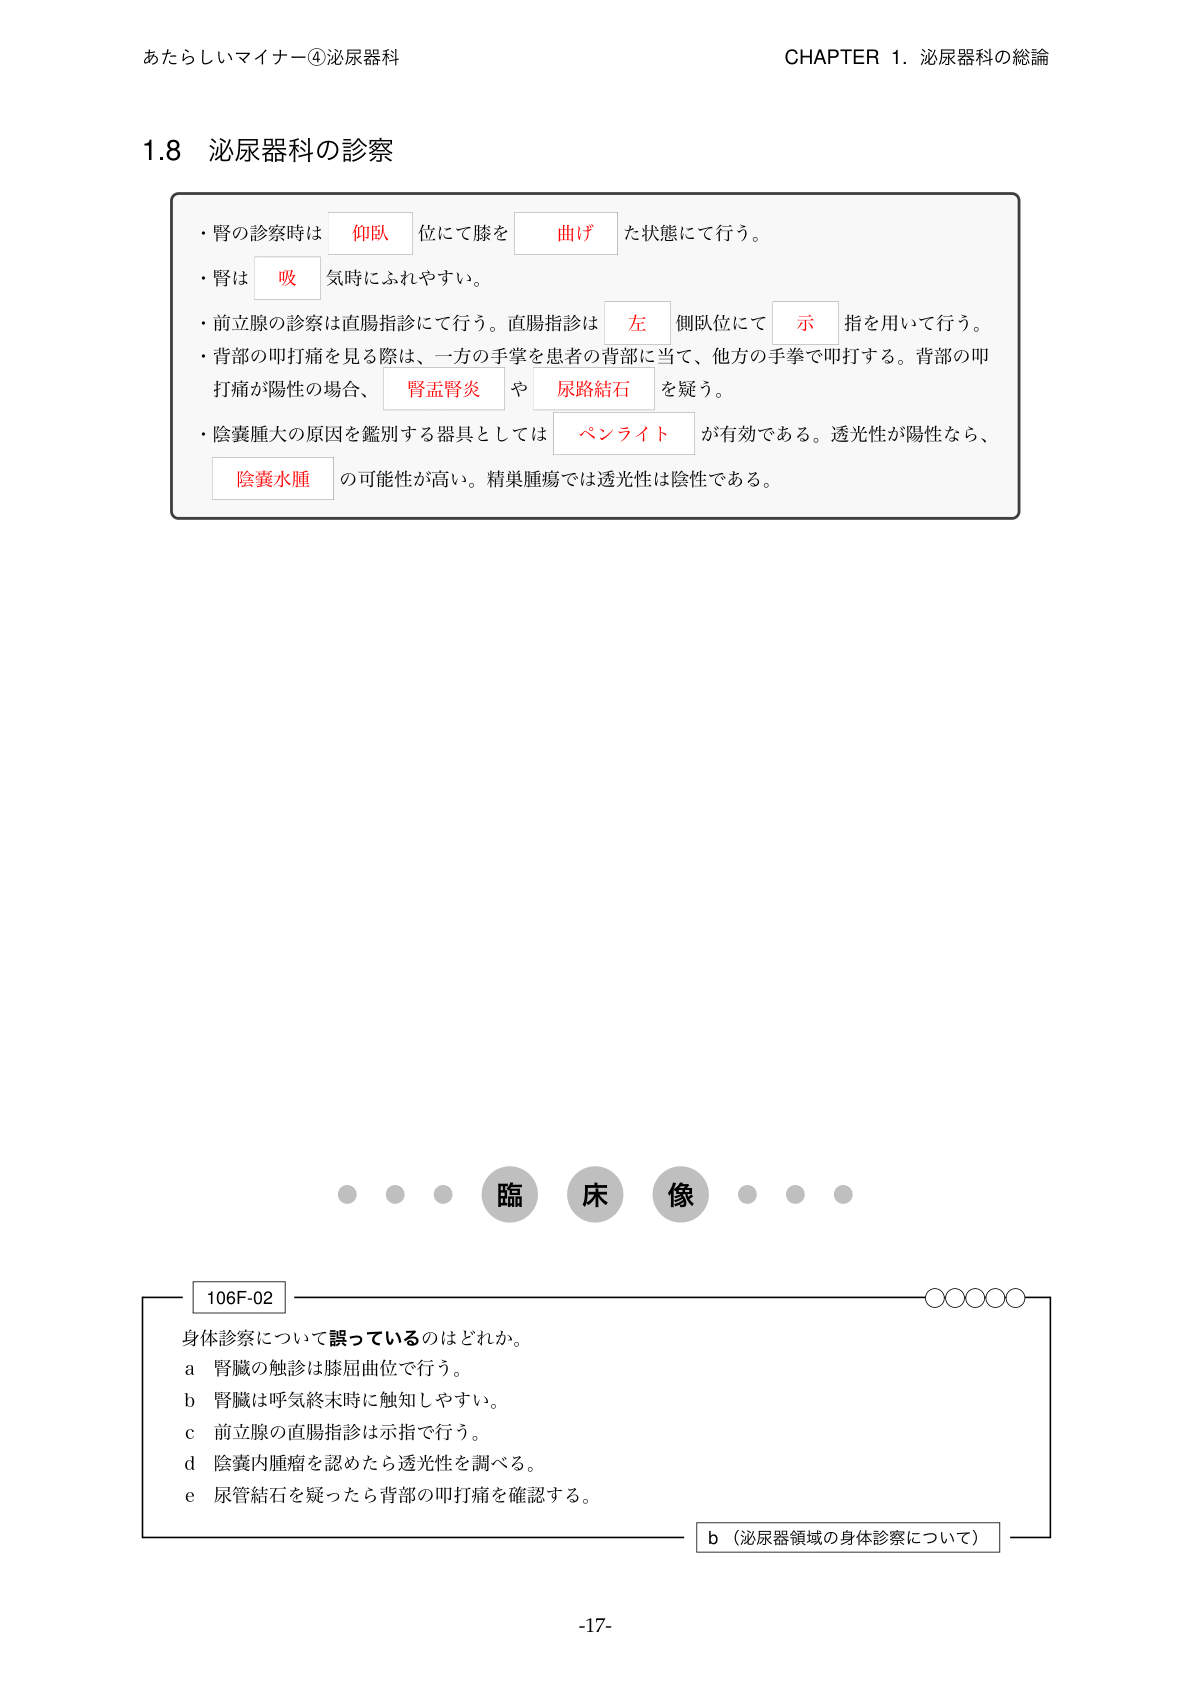 あたらしいマイナー④泌尿器科
CHAPTER 1. 泌尿器科の総論
1.8 泌尿器科の診察
・腎の診察時は 仰臥 位にて膝を 曲げ た状態にて行う。
・腎は 吸 気時にふれやすい。
・前立腺の診察は直腸指診にて行う。直腸指診は 左 側臥位にて 示 指を用いて行う。
・背部の叩打痛を見る際は、一方の手掌を患者の背部に当て、他方の手拳で叩打する。背部の叩
打痛が陽性の場合、 腎盂腎炎 や 尿路結石 を疑う。
・陰嚢腫大の原因を鑑別する器具としては ペンライト が有効である。透光性が陽性なら、
陰嚢水腫 の可能性が高い。精巣腫瘍では透光性は陰性である。
臨床像
106F-02
身体診察について誤っているのはどれか。
a 腎臓の触診は膝屈曲位で行う。
b 腎臓は呼気終末時に触知しやすい。
c 前立腺の直腸指診は示指で行う。
d 陰嚢内腫瘤を認めたら透光性を調べる。
e 尿管結石を疑ったら背部の叩打痛を確認する。
b（泌尿器領域の身体診察について）
-17-